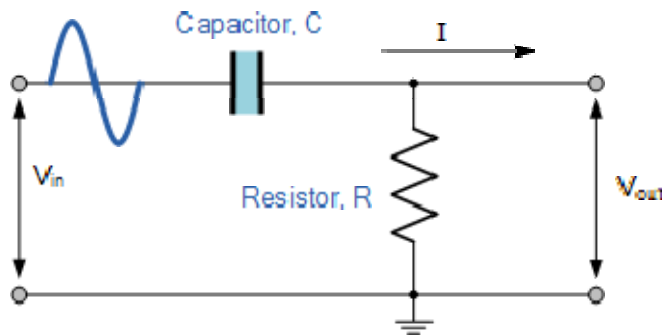 Capacitor, C
I
Vin
Resistor, R
Vout